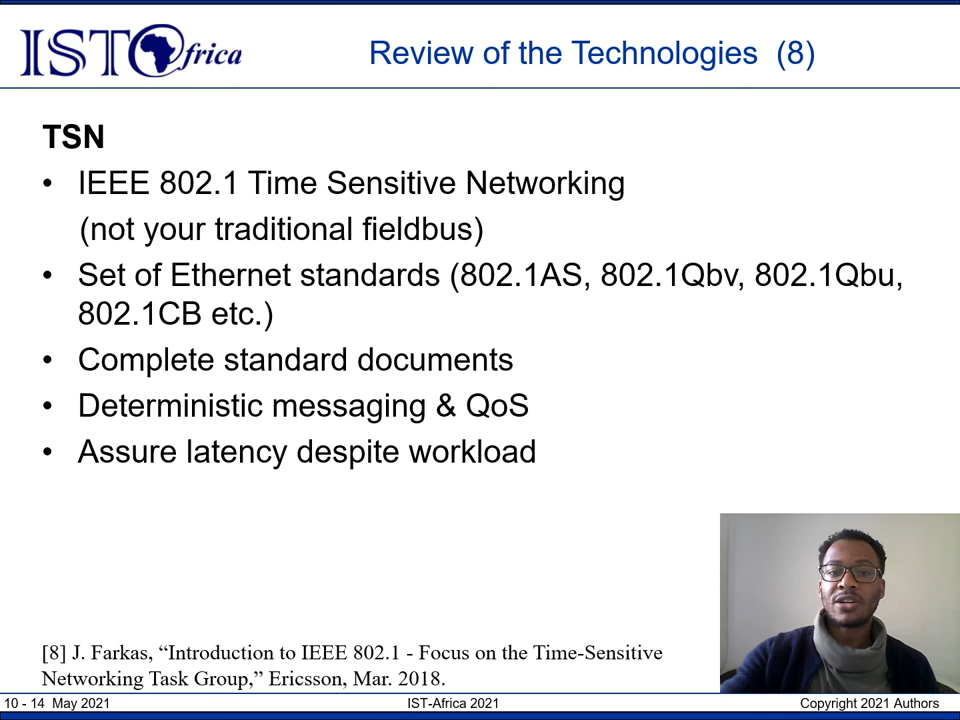 IST Africa
Review of the Technologies (8)
TSN
• IEEE 802.1 Time Sensitive Networking
(not your traditional fieldbus)
• Set of Ethernet standards (802.1AS, 802.1Qbv, 802.1Qbu,
802.1CB etc.)
• Complete standard documents
• Deterministic messaging & QoS
• Assure latency despite workload
[8] J. Farkas, “Introduction to IEEE 802.1 - Focus on the Time-Sensitive
Networking Task Group,” Ericsson, Mar. 2018.
10 - 14 May 2021
IST-Africa 2021
Copyright 2021 Authors